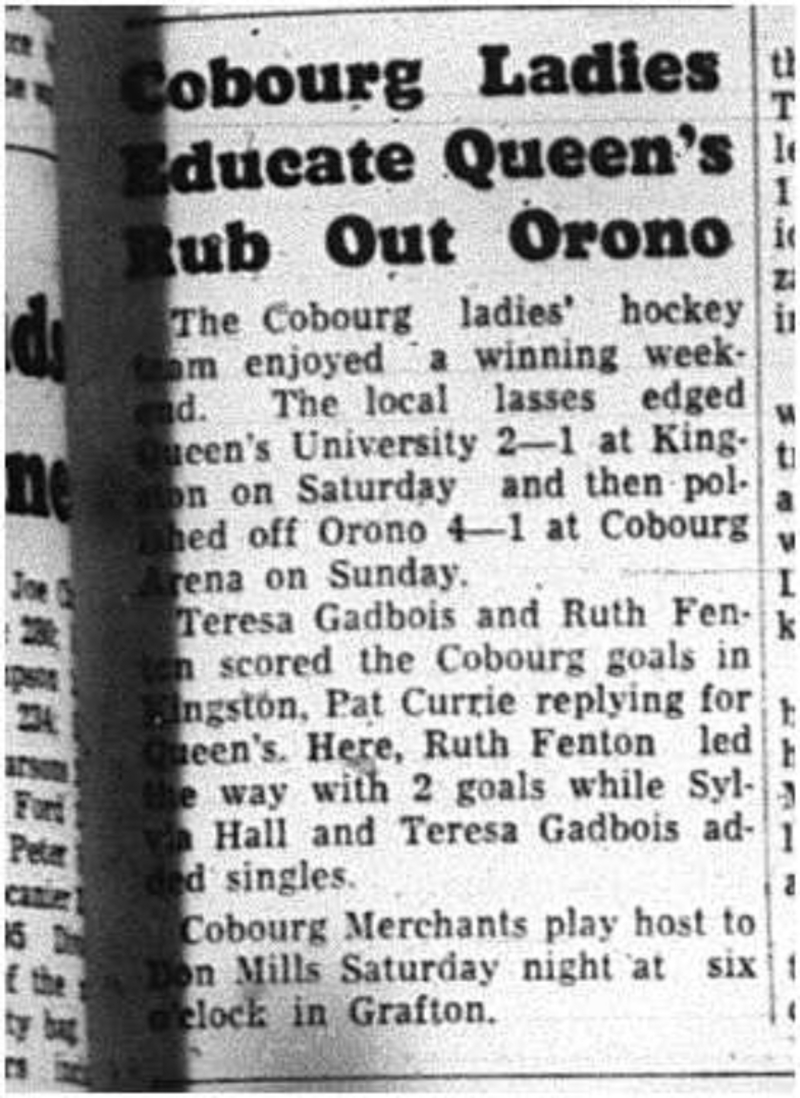 Cobourg Ladies
Educate Queen's
Rub Out Orono
The Cobourg ladies' hockey
team enjoyed a winning week-
end. The local lasses edged
Queen's University 2—1 at King-
ston on Saturday and then pol-
ished off Orono 4—1 at Cobourg
Arena on Sunday.
Teresa Gadbois and Ruth Fen-
ten scored the Cobourg goals in
Kingston, Pat Currie replying for
Queen's. Here, Ruth Fenton led
the way with 2 goals while Syl-
via Hall and Teresa Gadbois ad-
ded singles.
Cobourg Merchants play host to
Don Mills Saturday night at six
o'clock in Grafton.